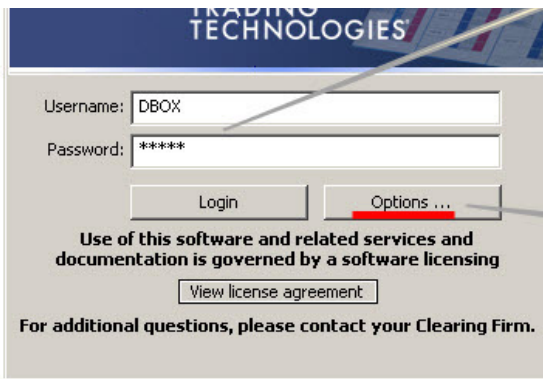 TRADING
TECHNOLOGIES
Username: DBOX
Password: *****
Login Options ...
Use of this software and related services and
documentation is governed by a software licensing
View license agreement
For additional questions, please contact your Clearing Firm.